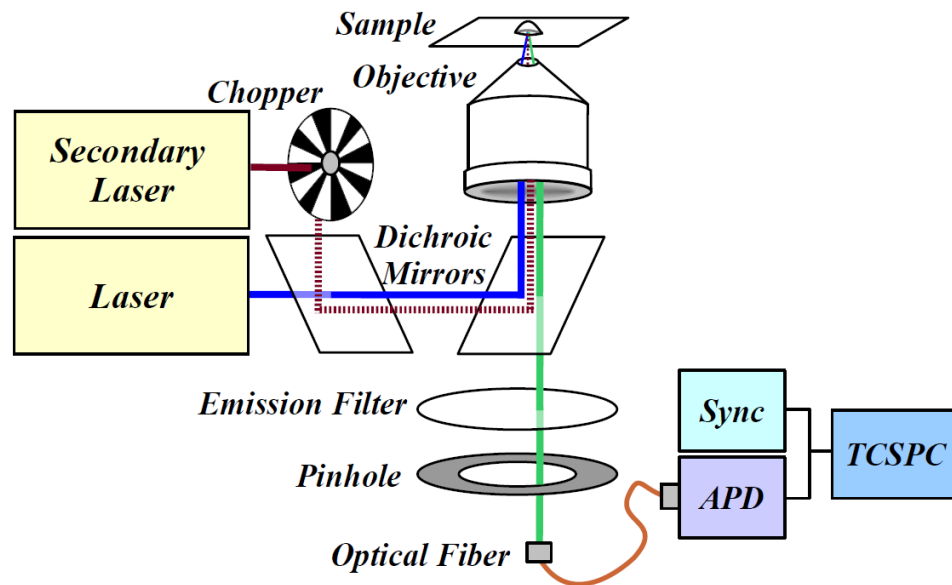 Sample
Objective
Chopper
Secondary
Laser
Dichroic
Mirrors
Laser
Emission Filter
Sync
TCSPC
Pinhole
APD
Optical Fiber